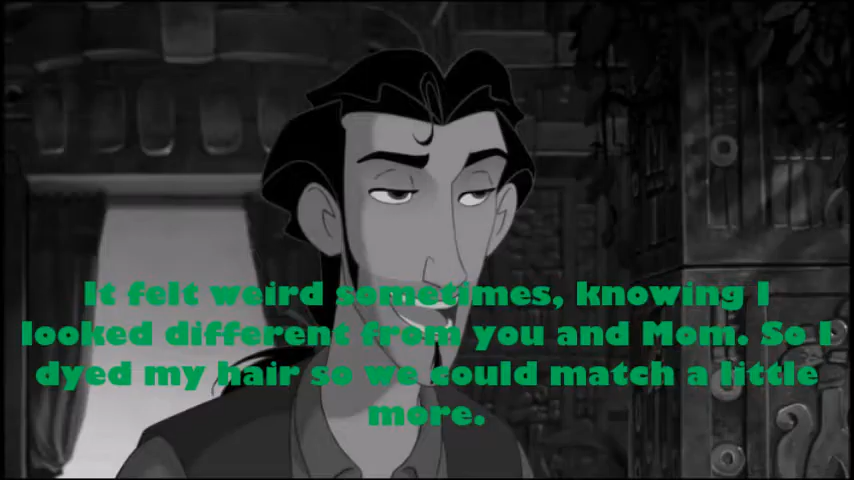 It felt weird sometimes, knowing I
looked different from you and Mom. So I
dyed my hair so we could match a little
more.